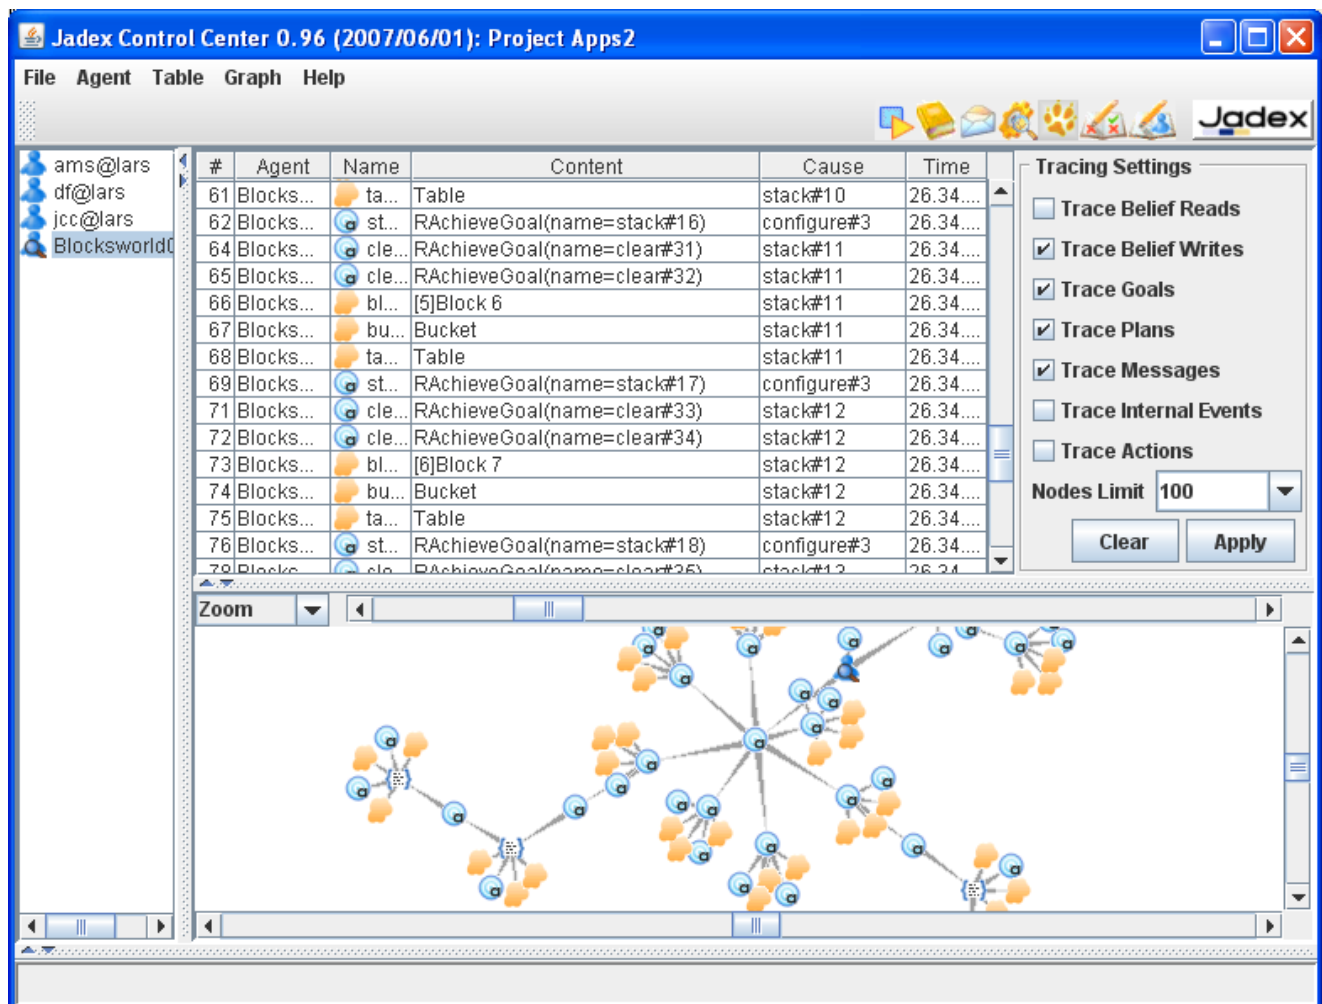 Jadex Control Center 0.96 (2007/06/01): Project Apps2
File Agent Table Graph Help
Jadex
ams@lars
df@lars
jcc@lars
Blocksworld
# Agent Name Content Cause Time
61 Blocks... ta... Table stack#10 26.34....
62 Blocks... st... RAchieveGoal(name=stack#16) configure#3 26.34....
64 Blocks... cle... RAchieveGoal(name=clear#31) stack#11 26.34....
65 Blocks... cle... RAchieveGoal(name=clear#32) stack#11 26.34....
66 Blocks... bl... [5]Block 6 stack#11 26.34....
67 Blocks... bu... Bucket stack#11 26.34....
68 Blocks... ta... Table stack#11 26.34....
69 Blocks... st... RAchieveGoal(name=stack#17) configure#3 26.34....
71 Blocks... cle... RAchieveGoal(name=clear#33) stack#12 26.34....
72 Blocks... cle... RAchieveGoal(name=clear#34) stack#12 26.34....
73 Blocks... bl... [6]Block 7 stack#12 26.34....
74 Blocks... bu... Bucket stack#12 26.34....
75 Blocks... ta... Table stack#12 26.34....
76 Blocks... st... RAchieveGoal(name=stack#18) configure#3 26.34....
Tracing Settings
Trace Belief Reads
Trace Belief Writes
Trace Goals
Trace Plans
Trace Messages
Trace Internal Events
Trace Actions
Nodes Limit 100
Clear Apply
Zoom